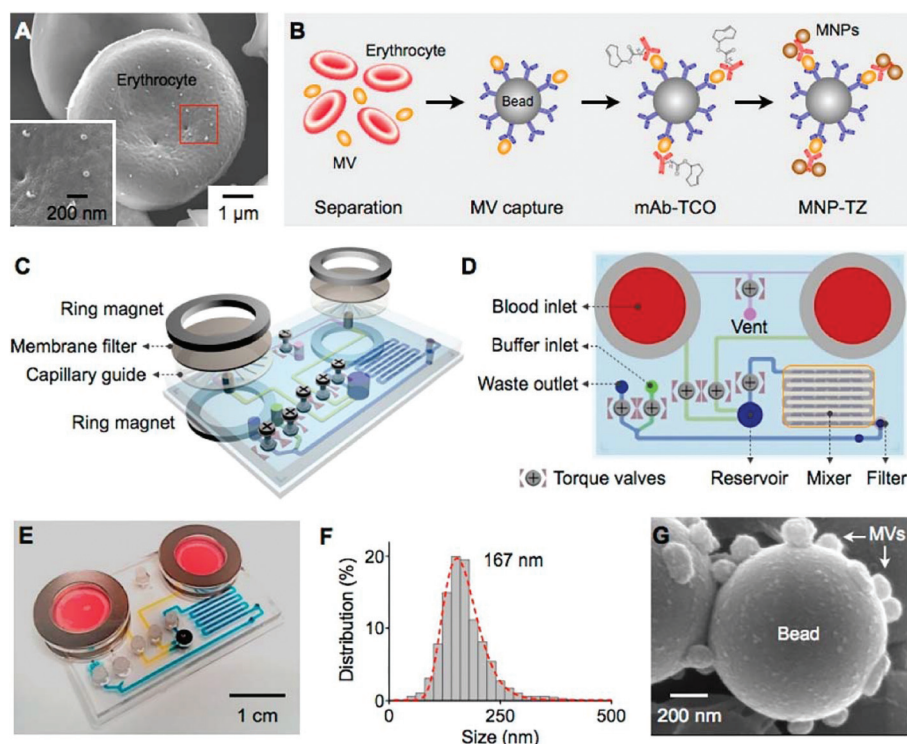 A
Erythrocyte
200 nm
1 µm
B
Erythrocyte
MV
Bead
MNPs
Separation
MV capture
mAb-TCO
MNP-TZ
C
Ring magnet
Membrane filter
Capillary guide
Ring magnet
D
Blood inlet
Vent
Buffer inlet
Waste outlet
Torque valves
Reservoir
Mixer
Filter
E
1 cm
F
167 nm
Distribution (%)
20
10
0
0
250
500
Size (nm)
G
MVs
Bead
200 nm